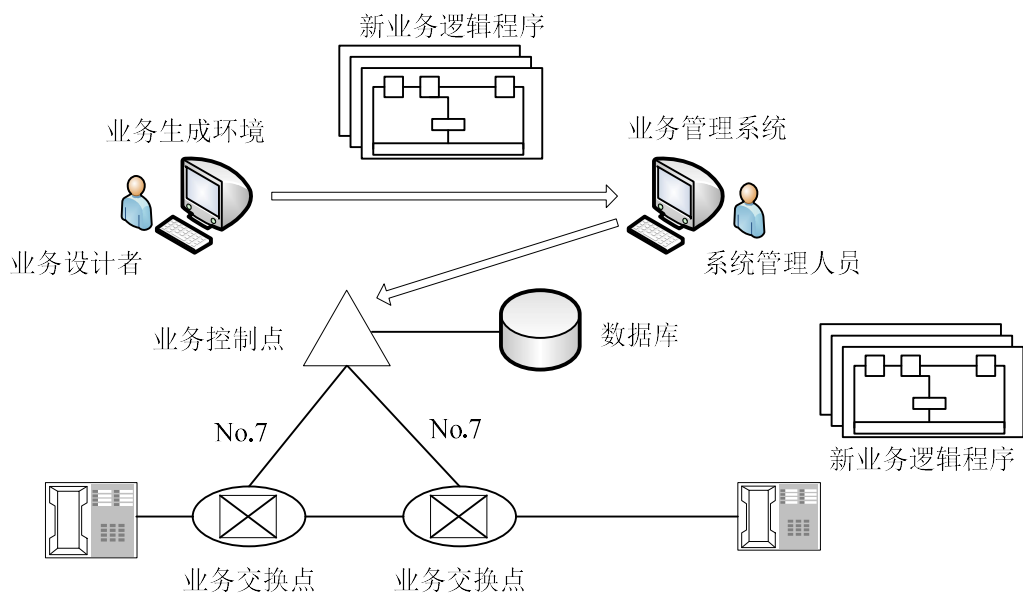 新业务逻辑程序
业务生成环境
业务管理系统
业务设计者
系统管理人员
业务控制点
数据库
No.7
No.7
新业务逻辑程序
业务交换点
业务交换点